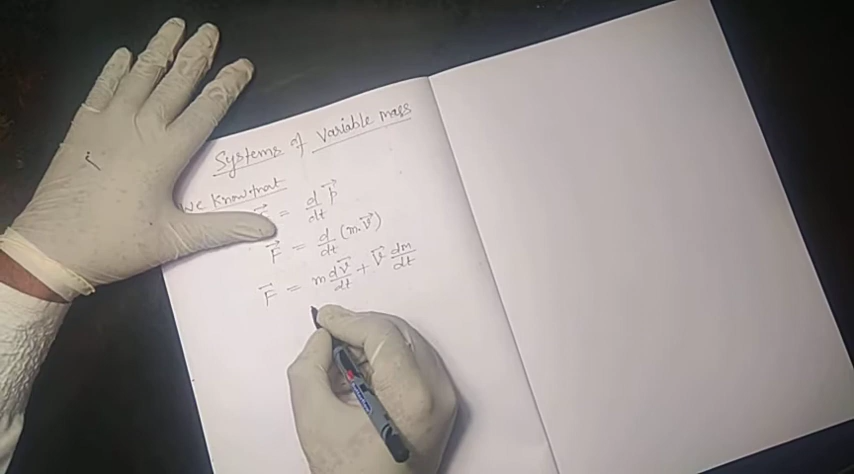 Systems of Variable mass
We know that
F⃗ = d/dt p⃗
F⃗ = d/dt (m.v⃗)
F⃗ = m dv⃗/dt + v⃗ dm/dt